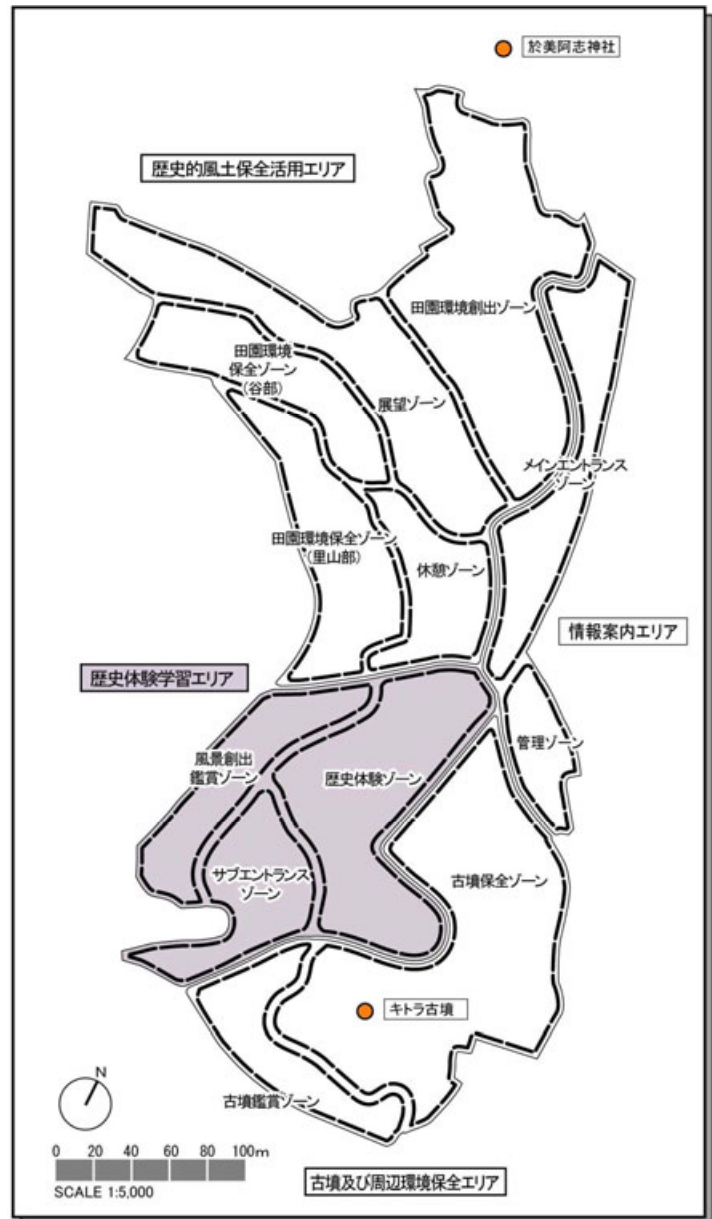 於美阿志神社
歴史的風土保全活用エリア
田園環境創出ゾーン
田園環境
保全ゾーン
(谷部)
展望ゾーン
メインエントランス
ゾーン
田園環境保全ゾーン
(里山部)
休憩ゾーン
情報案内エリア
歴史体験学習エリア
風景創出
鑑賞ゾーン
歴史体験ゾーン
管理ゾーン
サブエントランス
ゾーン
古墳保全ゾーン
キトラ古墳
古墳鑑賞ゾーン
N
0 20 40 60 80 100m
SCALE 1:5,000
古墳及び周辺環境保全エリア